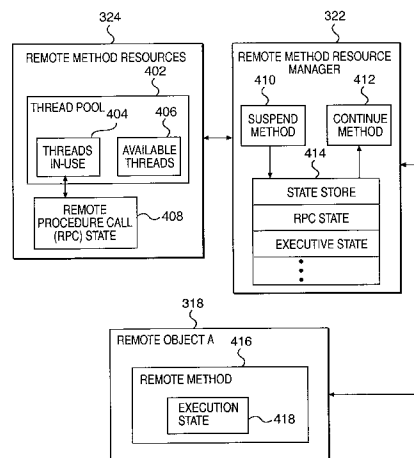 324
322
REMOTE METHOD RESOURCES
402
THREAD POOL
404
406
THREADS
IN-USE
AVAILABLE
THREADS
REMOTE
PROCEDURE CALL
(RPC) STATE
408
REMOTE METHOD RESOURCE
MANAGER
410
412
SUSPEND
METHOD
CONTINUE
METHOD
414
STATE STORE
RPC STATE
EXECUTIVE STATE
318
REMOTE OBJECT A
416
REMOTE METHOD
EXECUTION
STATE
418